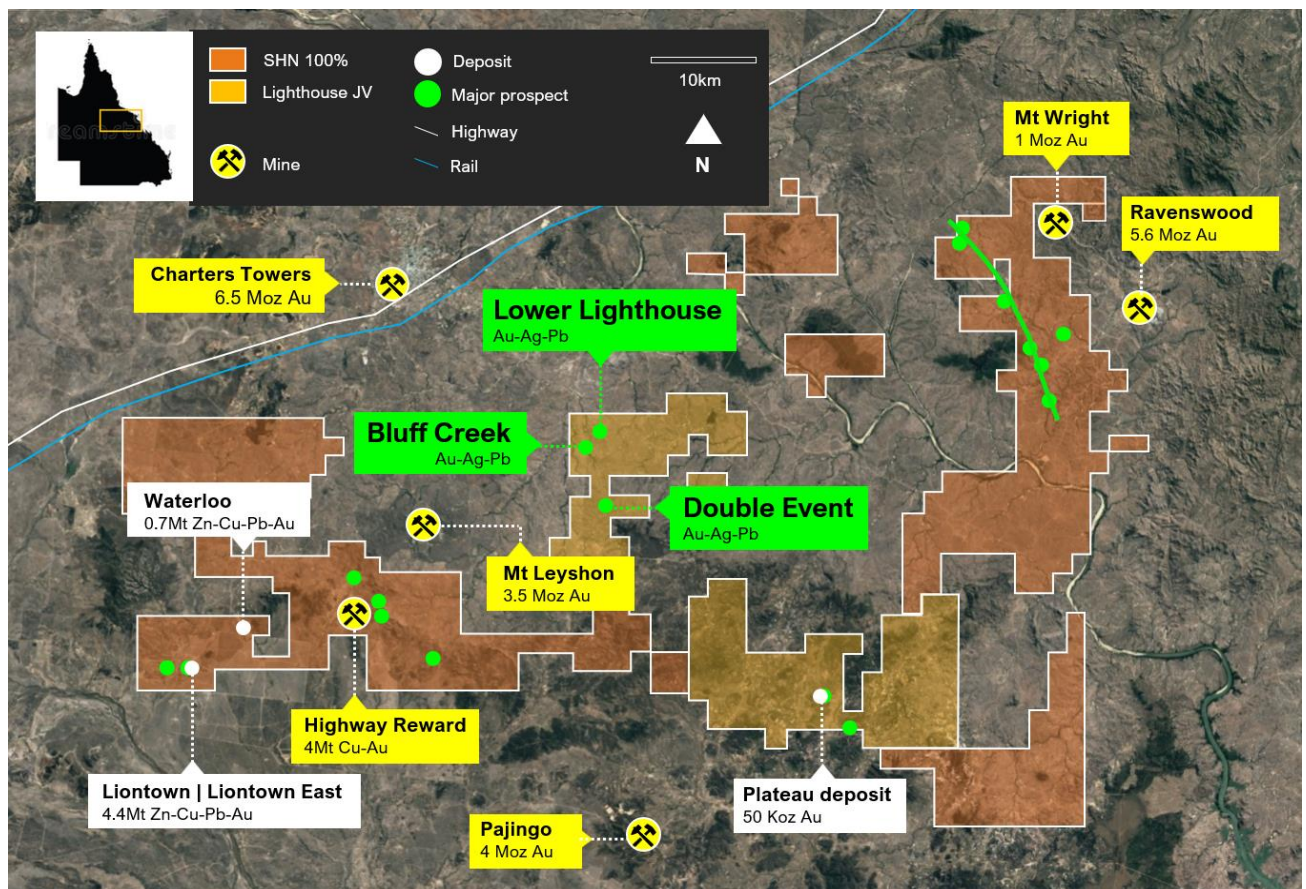 SHN 100%
Lighthouse JV
Mine
Deposit
Major prospect
Highway
Rail
10km
N
Mt Wright
1 Moz Au
Ravenswood
5.6 Moz Au
Charters Towers
6.5 Moz Au
Lower Lighthouse
Au-Ag-Pb
Bluff Creek
Au-Ag-Pb
Double Event
Au-Ag-Pb
Waterloo
0.7Mt Zn-Cu-Pb-Au
Mt Leyshon
3.5 Moz Au
Highway Reward
4Mt Cu-Au
Liontown | Liontown East
4.4Mt Zn-Cu-Pb-Au
Plateau deposit
50 Koz Au
Pajingo
4 Moz Au